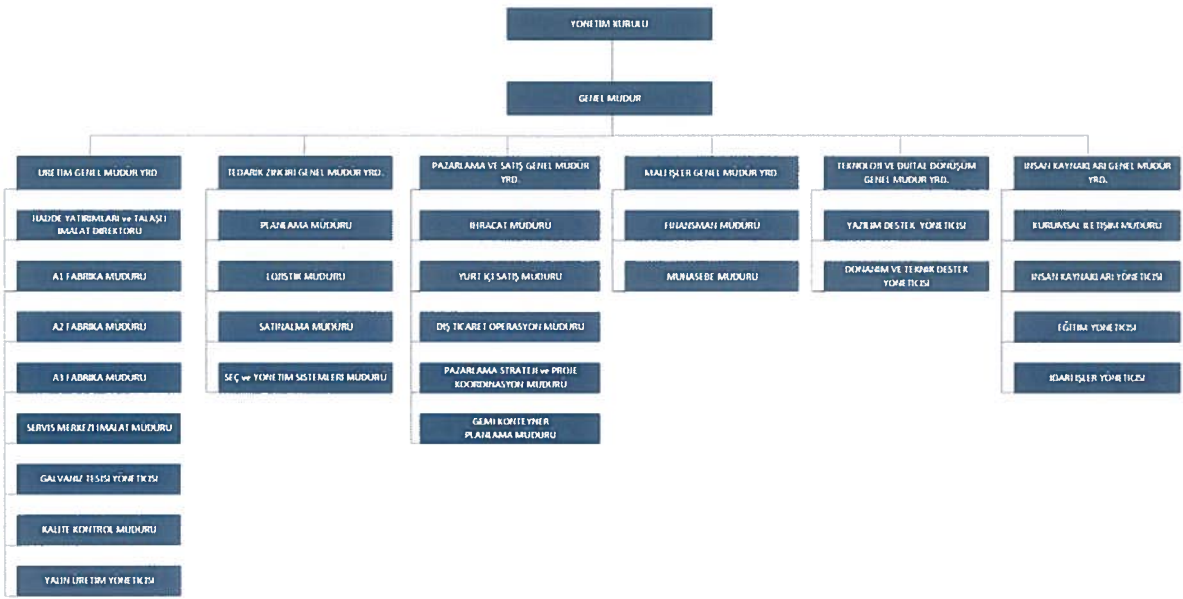 YÖNETİM KURULU
GENEL MÜDÜR
ÜRETİM GENEL MÜDÜR YRD.
HADDE YATIRIMLARI ve TALAŞLI
İMALAT DİREKTÖRÜ
A1 FABRİKA MÜDÜRÜ
A2 FABRİKA MÜDÜRÜ
A3 FABRİKA MÜDÜRÜ
SERVİS MERKEZİ İMALAT MÜDÜRÜ
GALVANİZ TESİSİ YÖNETİCİSİ
KALİTE KONTROL MÜDÜRÜ
YALIN ÜRETİM YÖNETİCİSİ
TEDARİK ZİNCİRİ GENEL MÜDÜR YRD.
PLANLAMA MÜDÜRÜ
LOJİSTİK MÜDÜRÜ
SATINALMA MÜDÜRÜ
SEÇ ve YÖNETİM SİSTEMLERİ MÜDÜRÜ
PAZARLAMA VE SATIŞ GENEL MÜDÜR
YRD.
İHRACAT MÜDÜRÜ
YURT İÇİ SATIŞ MÜDÜRÜ
DIŞ TİCARET OPERASYON MÜDÜRÜ
PAZARLAMA STRATEJİ ve PROJE
KOORDİNASYON MÜDÜRÜ
GEMİ KONTEYNER
PLANLAMA MÜDÜRÜ
MALİ İŞLER GENEL MÜDÜR YRD.
FİNANSMAN MÜDÜRÜ
MUHASEBE MÜDÜRÜ
TEKNOLOJİ VE DİJİTAL DÖNÜŞÜM
GENEL MÜDÜR YRD.
YAZILIM DESTEK YÖNETİCİSİ
DONANIM VE TEKNİK DESTEK
YÖNETİCİSİ
İNSAN KAYNAKLARI GENEL MÜDÜR
YRD.
KURUMSAL İLETİŞİM MÜDÜRÜ
İNSAN KAYNAKLARI YÖNETİCİSİ
EĞİTİM YÖNETİCİSİ
İDARİ İŞLER YÖNETİCİSİ